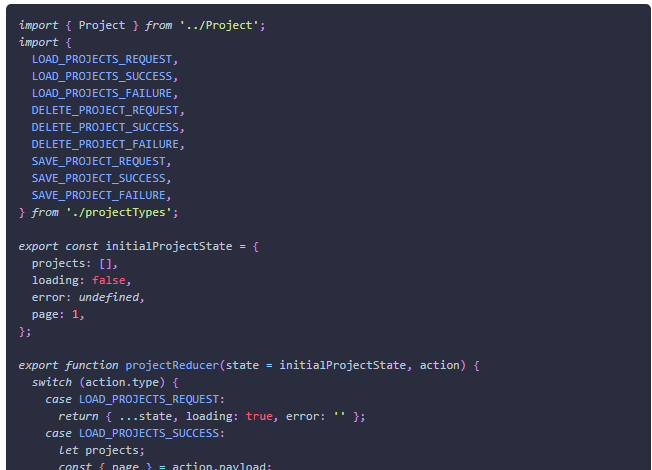 import { Project } from '../Project';
import {
  LOAD_PROJECTS_REQUEST,
  LOAD_PROJECTS_SUCCESS,
  LOAD_PROJECTS_FAILURE,
  DELETE_PROJECT_REQUEST,
  DELETE_PROJECT_SUCCESS,
  DELETE_PROJECT_FAILURE,
  SAVE_PROJECT_REQUEST,
  SAVE_PROJECT_SUCCESS,
  SAVE_PROJECT_FAILURE,
} from './projectTypes';

export const initialProjectState = {
  projects: [],
  loading: false,
  error: undefined,
  page: 1,
};

export function projectReducer(state = initialProjectState, action) {
  switch (action.type) {
    case LOAD_PROJECTS_REQUEST:
      return { ...state, loading: true, error: '' };
    case LOAD_PROJECTS_SUCCESS:
      let projects;
      const { page } = action.payload;